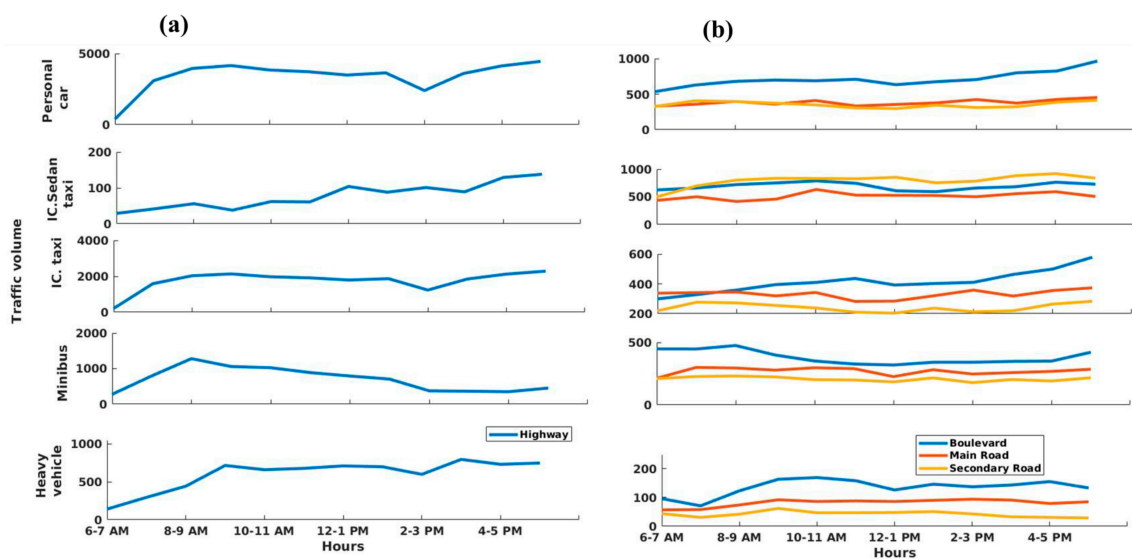 (a)
(b)
Traffic volume
Personal car
5000
0
1000
500
0
IC.Sedan taxi
200
100
0
1000
500
0
IC. taxi
4000
2000
0
600
400
200
Minibus
2000
1000
0
500
0
Heavy vehicle
1000
500
0
Highway
200
100
0
Boulevard
Main Road
Secondary Road
6-7 AM 8-9 AM 10-11 AM 12-1 PM 2-3 PM 4-5 PM
Hours
6-7 AM 8-9 AM 10-11 AM 12-1 PM 2-3 PM 4-5 PM
Hours